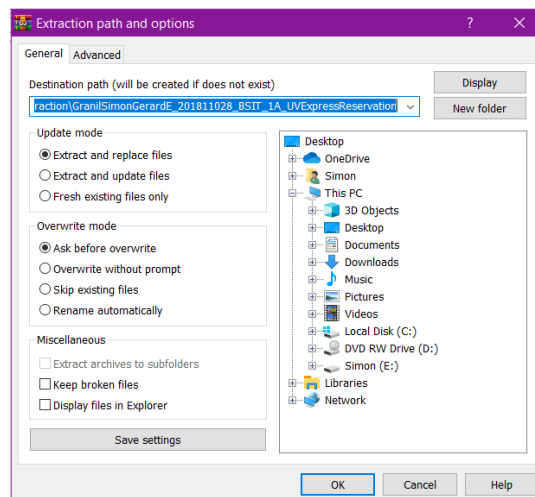 Extraction path and options
General Advanced
Destination path (will be created if does not exist)
Display
raction\GranilSimonGerardE_201811028_BSIT_1A_UVExpressReservation
New folder
Update mode
Extract and replace files
Extract and update files
Fresh existing files only
Overwrite mode
Ask before overwrite
Overwrite without prompt
Skip existing files
Rename automatically
Miscellaneous
Extract archives to subfolders
Keep broken files
Display files in Explorer
Save settings
Desktop
OneDrive
Simon
This PC
3D Objects
Desktop
Documents
Downloads
Music
Pictures
Videos
Local Disk (C:)
DVD RW Drive (D:)
Simon (E:)
Libraries
Network
OK Cancel Help